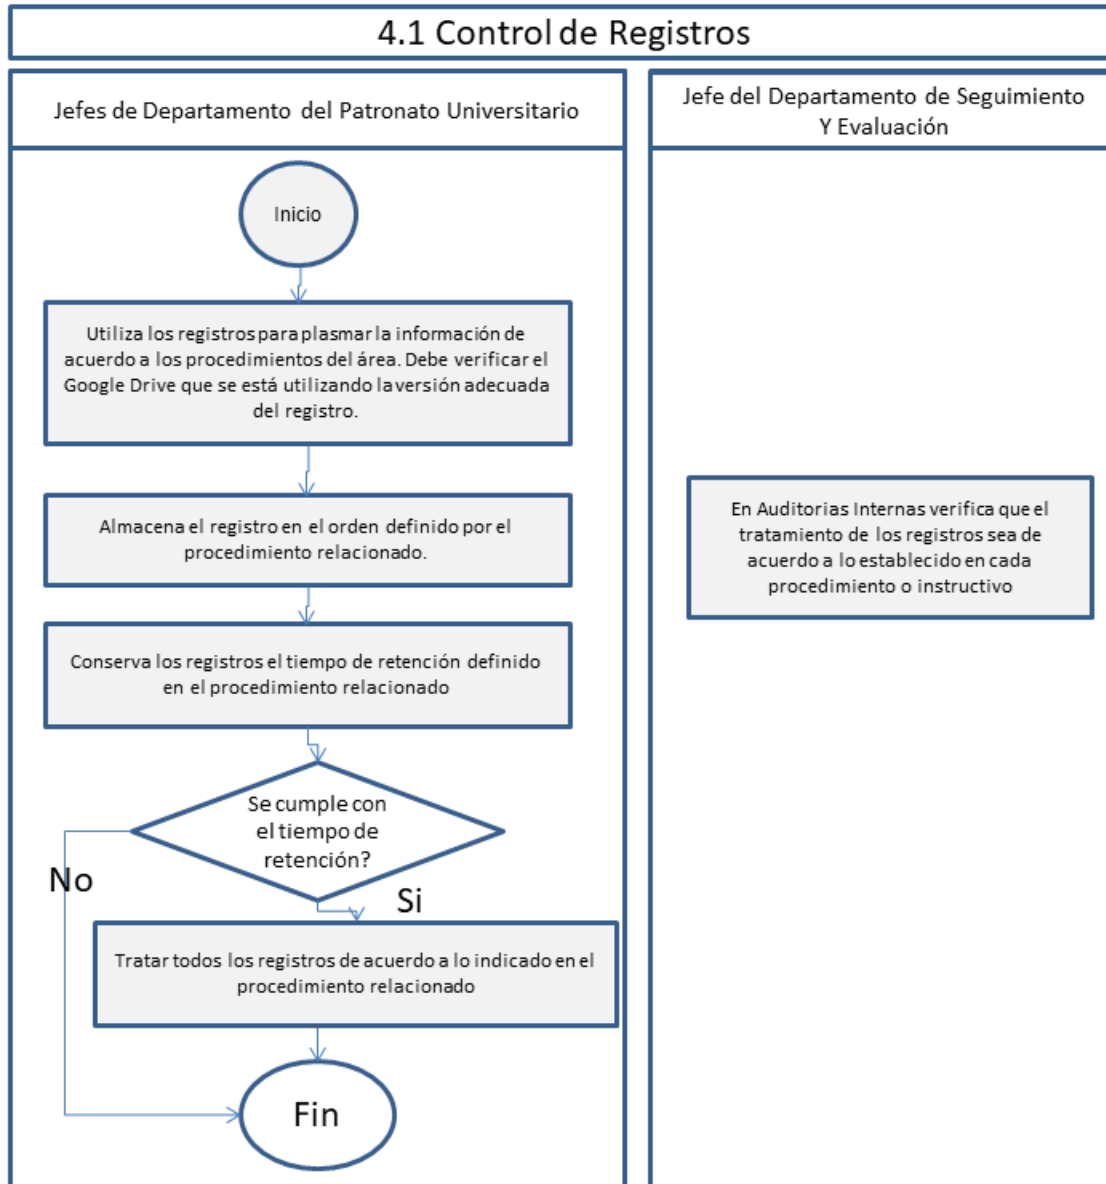 4.1 Control de Registros
Jefes de Departamento del Patronato Universitario
Jefe del Departamento de Seguimiento
Y Evaluación
Inicio
Utiliza los registros para plasmar la información de
acuerdo a los procedimientos del área. Debe verificar el
Google Drive que se está utilizando la versión adecuada
del registro.
Almacena el registro en el orden definido por el
procedimiento relacionado.
En Auditorias Internas verifica que el
tratamiento de los registros sea de
acuerdo a lo establecido en cada
procedimiento o instructivo
Conserva los registros el tiempo de retención definido
en el procedimiento relacionado
Se cumple con
el tiempo de
retención?
No
Si
Tratar todos los registros de acuerdo a lo indicado en el
procedimiento relacionado
Fin